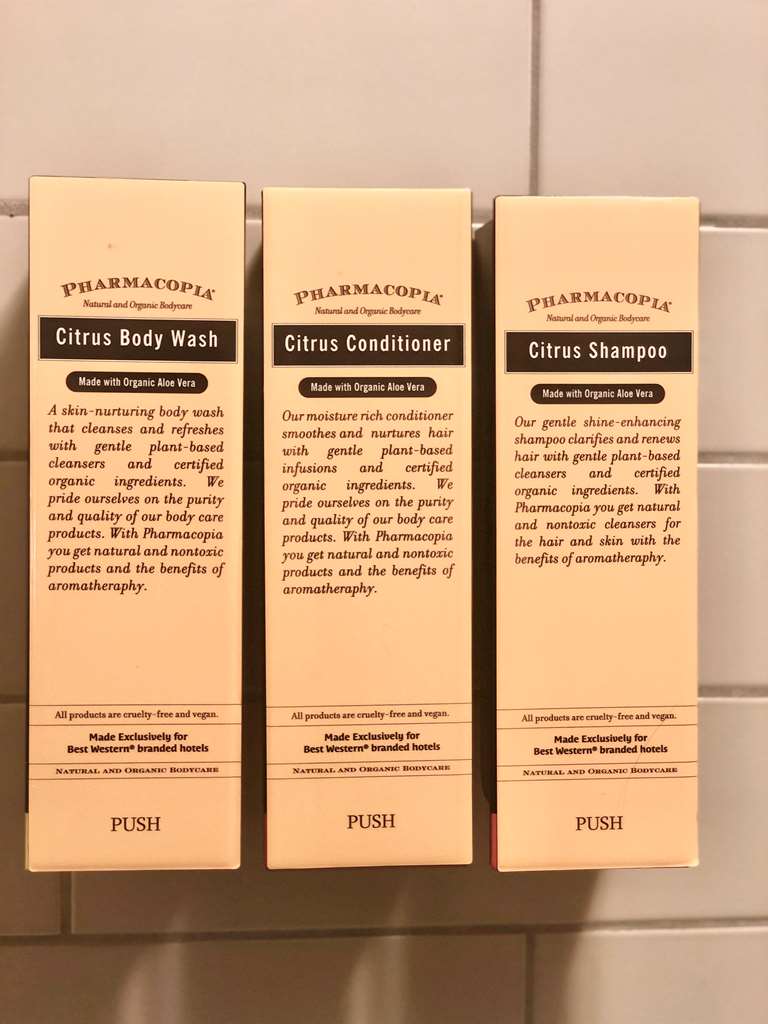 PHARMACOPIA®
Natural and Organic Bodycare
Citrus Body Wash
Made with Organic Aloe Vera
A skin-nurturing body wash
that cleanses and refreshes
with gentle plant-based
cleansers and certified
organic ingredients. We
pride ourselves on the purity
and quality of our body care
products. With Pharmacopia
you get natural and nontoxic
products and the benefits of
aromatheraphy.
All products are cruelty-free and vegan.
Made Exclusively for
Best Western® branded hotels
NATURAL AND ORGANIC BODYCARE
PUSH
PHARMACOPIA®
Natural and Organic Bodycare
Citrus Conditioner
Made with Organic Aloe Vera
Our moisture rich conditioner
smoothes and nurtures hair
with gentle plant-based
infusions and certified
organic ingredients. We
pride ourselves on the purity
and quality of our body care
products. With Pharmacopia
you get natural and nontoxic
products and the benefits of
aromatheraphy.
All products are cruelty-free and vegan.
Made Exclusively for
Best Western® branded hotels
NATURAL AND ORGANIC BODYCARE
PUSH
PHARMACOPIA®
Natural and Organic Bodycare
Citrus Shampoo
Made with Organic Aloe Vera
Our gentle shine-enhancing
shampoo clarifies and renews
hair with gentle plant-based
cleansers and certified
organic ingredients. With
Pharmacopia you get natural
and nontoxic cleansers for
the hair and skin with the
benefits of aromatheraphy.
All products are cruelty-free and vegan.
Made Exclusively for
Best Western® branded hotels
NATURAL AND ORGANIC BODYCARE
PUSH